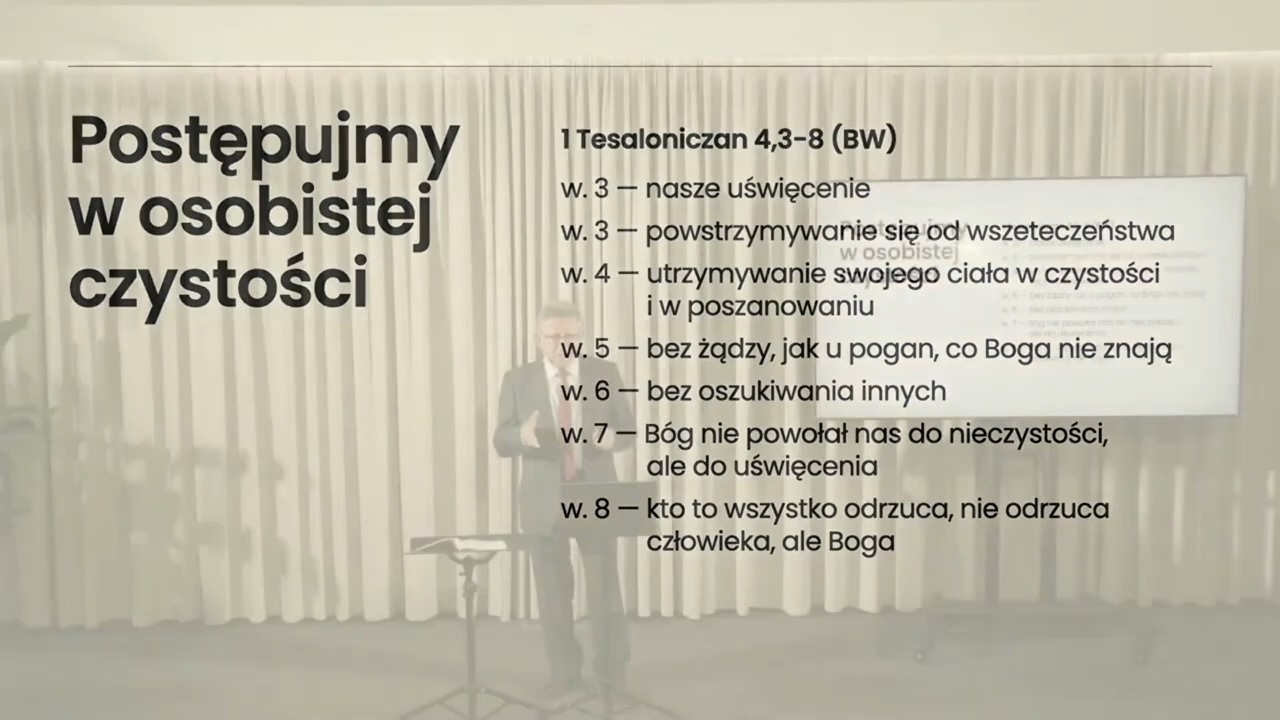 Postępujmy
w osobistej
czystości
1 Tesaloniczan 4,3-8 (BW)
w. 3 — nasze uświęcenie
w. 3 — powstrzymywanie się od wszeteczeństwa
w. 4 — utrzymywanie swojego ciała w czystości
i w poszanowaniu
w. 5 — bez żądzy, jak u pogan, co Boga nie znają
w. 6 — bez oszukiwania innych
w. 7 — Bóg nie powołał nas do nieczystości,
ale do uświęcenia
w. 8 — kto to wszystko odrzuca, nie odrzuca
człowieka, ale Boga
Postępujmy
w osobistej